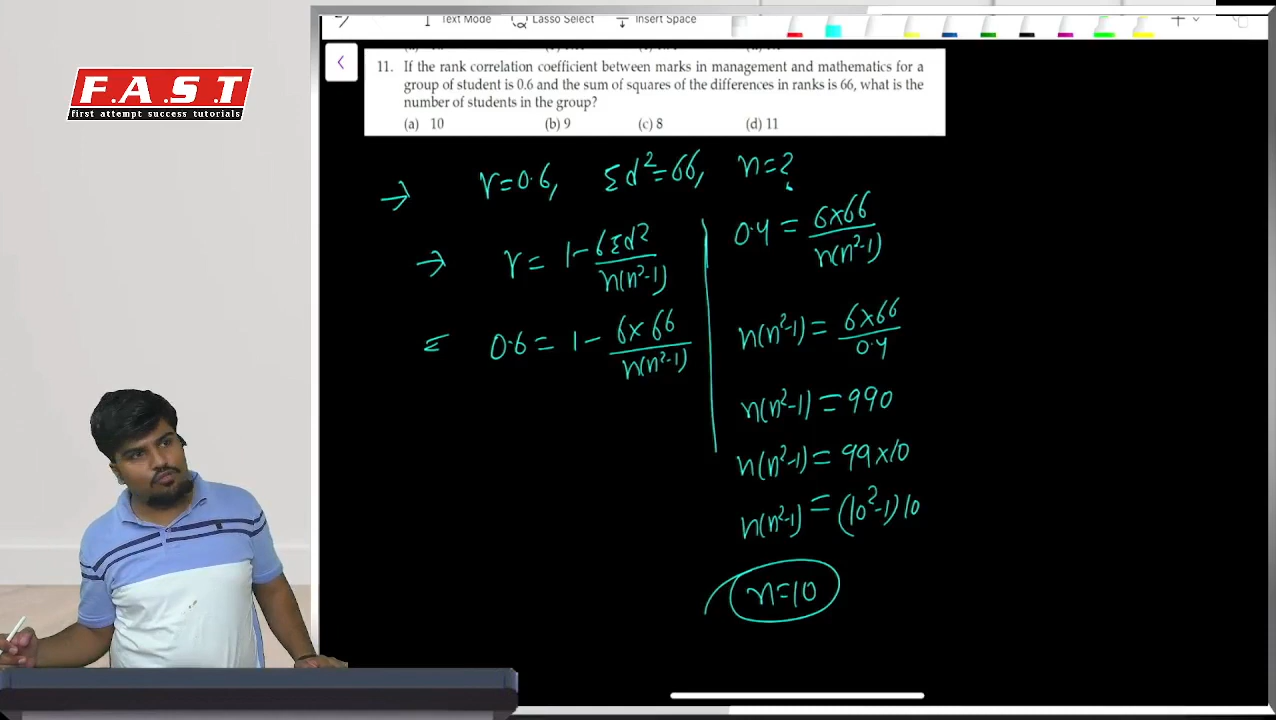 Text Mode
Lasso Select
Insert Space
F.A.S.T
first attempt success tutorials
11. If the rank correlation coefficient between marks in management and mathematics for a
group of student is 0.6 and the sum of squares of the differences in ranks is 66, what is the
number of students in the group?
(a) 10 (b) 9 (c) 8 (d) 11
→ r=0.6, Σd²=66, n=?
→ r = 1 - 6Σd²/n(n²-1)
= 0.6 = 1 - 6×66/n(n²-1)
0.4 = 6×66/n(n²-1)
n(n²-1) = 6×66/0.4
n(n²-1) = 990
n(n²-1) = 99×10
n(n²-1) = (10²-1)10
n=10